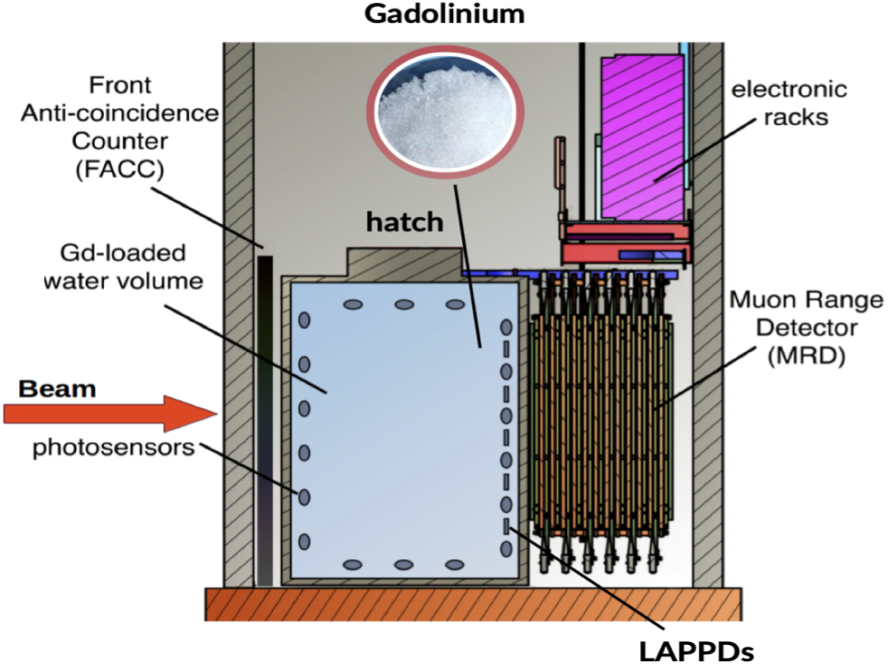 Gadolinium
Front
Anti-coincidence
Counter
(FACC)
electronic
racks
hatch
Gd-loaded
water volume
Muon Range
Detector
(MRD)
Beam
photosensors
LAPPDs